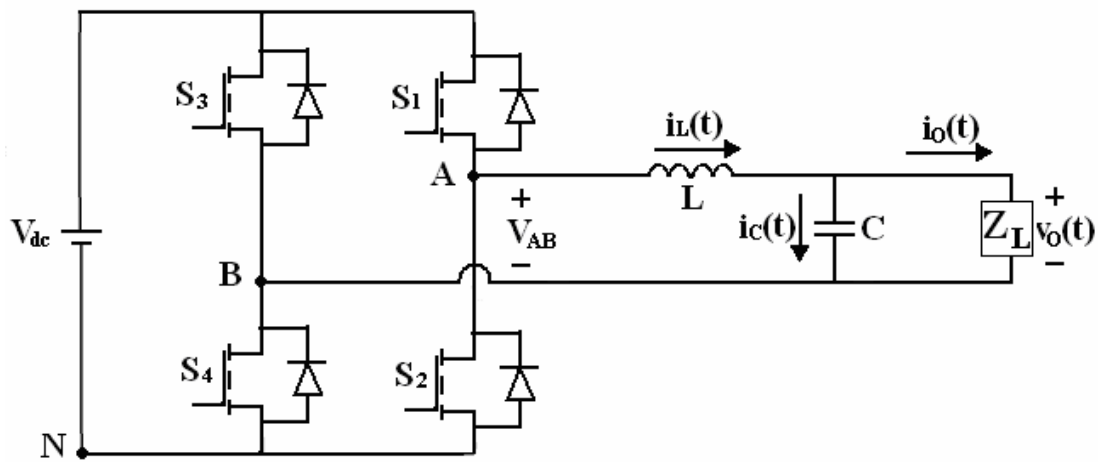 S₃
S₁
iL(t)
iO(t)
A
L
+
VAB
–
iC(t)
C
ZL
+
vO(t)
–
Vdc
B
S₄
S₂
N